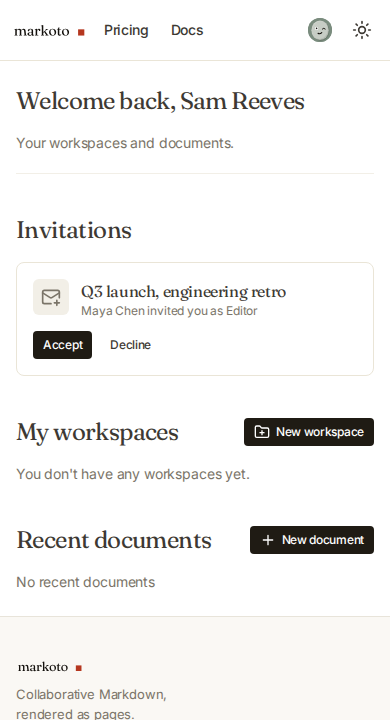 markoto Pricing Docs
Welcome back, Sam Reeves
Your workspaces and documents.
Invitations
Q3 launch, engineering retro
Maya Chen invited you as Editor
Accept Decline
My workspaces New workspace
You don't have any workspaces yet.
Recent documents New document
No recent documents
markoto
Collaborative Markdown,
rendered as pages.